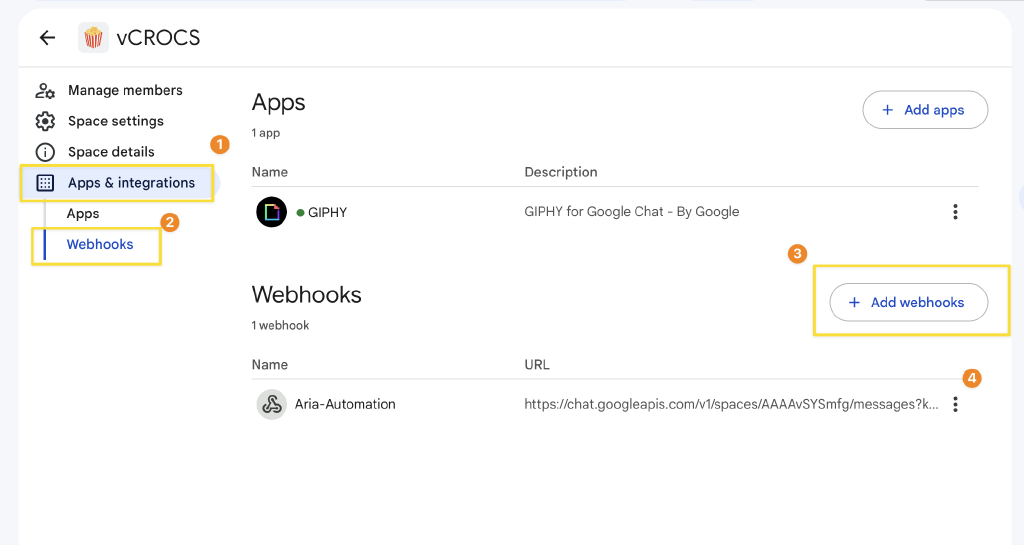 vCROCS
Manage members
Space settings
1
Space details
Apps & integrations
Apps
2
Webhooks
Apps
+ Add apps
1 app
Name Description
GIPHY GIPHY for Google Chat - By Google
3
Webhooks
+ Add webhooks
1 webhook
Name URL
4
Aria-Automation https://chat.googleapis.com/v1/spaces/AAAAvSYSmfg/messages?k...